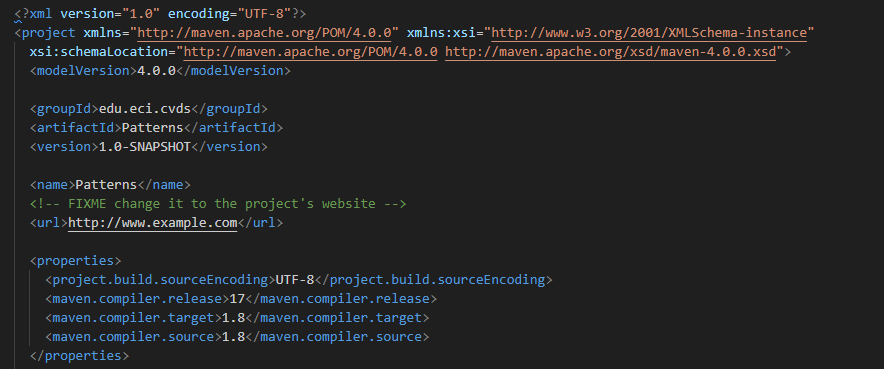 <?xml version="1.0" encoding="UTF-8"?>
<project xmlns="http://maven.apache.org/POM/4.0.0" xmlns:xsi="http://www.w3.org/2001/XMLSchema-instance"
xsi:schemaLocation="http://maven.apache.org/POM/4.0.0 http://maven.apache.org/xsd/maven-4.0.0.xsd">
<modelVersion>4.0.0</modelVersion>
<groupId>edu.eci.cvds</groupId>
<artifactId>Patterns</artifactId>
<version>1.0-SNAPSHOT</version>
<name>Patterns</name>
<!-- FIXME change it to the project's website -->
<url>http://www.example.com</url>
<properties>
<project.build.sourceEncoding>UTF-8</project.build.sourceEncoding>
<maven.compiler.release>17</maven.compiler.release>
<maven.compiler.target>1.8</maven.compiler.target>
<maven.compiler.source>1.8</maven.compiler.source>
</properties>